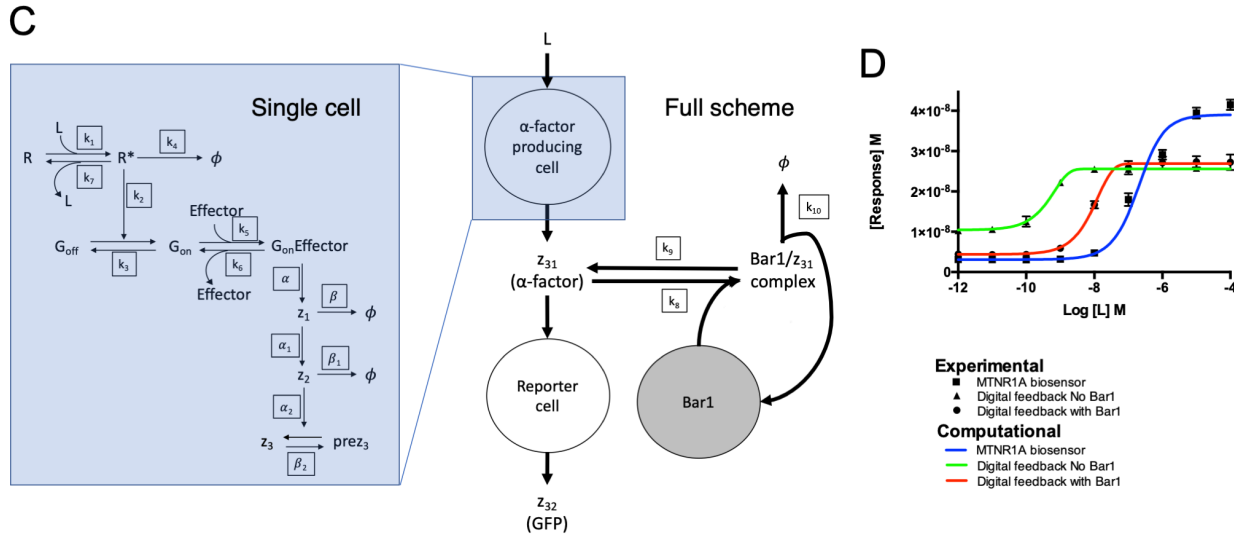 C
Single cell
L
k1
R
R*
k4
ϕ
k7
L
k2
Effector
k5
Goff
Gon
GonEffector
k3
k6
Effector
α
β
z1
ϕ
α1
β1
z2
ϕ
α2
z3
prez3
β2
L
Full scheme
α-factor
producing
cell
ϕ
k10
z31
(α-factor)
k9
k8
Bar1/z31
complex
Reporter
cell
Bar1
z32
(GFP)
D
[Response] M
4×10-8
3×10-8
2×10-8
1×10-8
0
-12 -10 -8 -6 -4
Log [L] M
Experimental
MTNR1A biosensor
Digital feedback No Bar1
Digital feedback with Bar1
Computational
MTNR1A biosensor
Digital feedback No Bar1
Digital feedback with Bar1